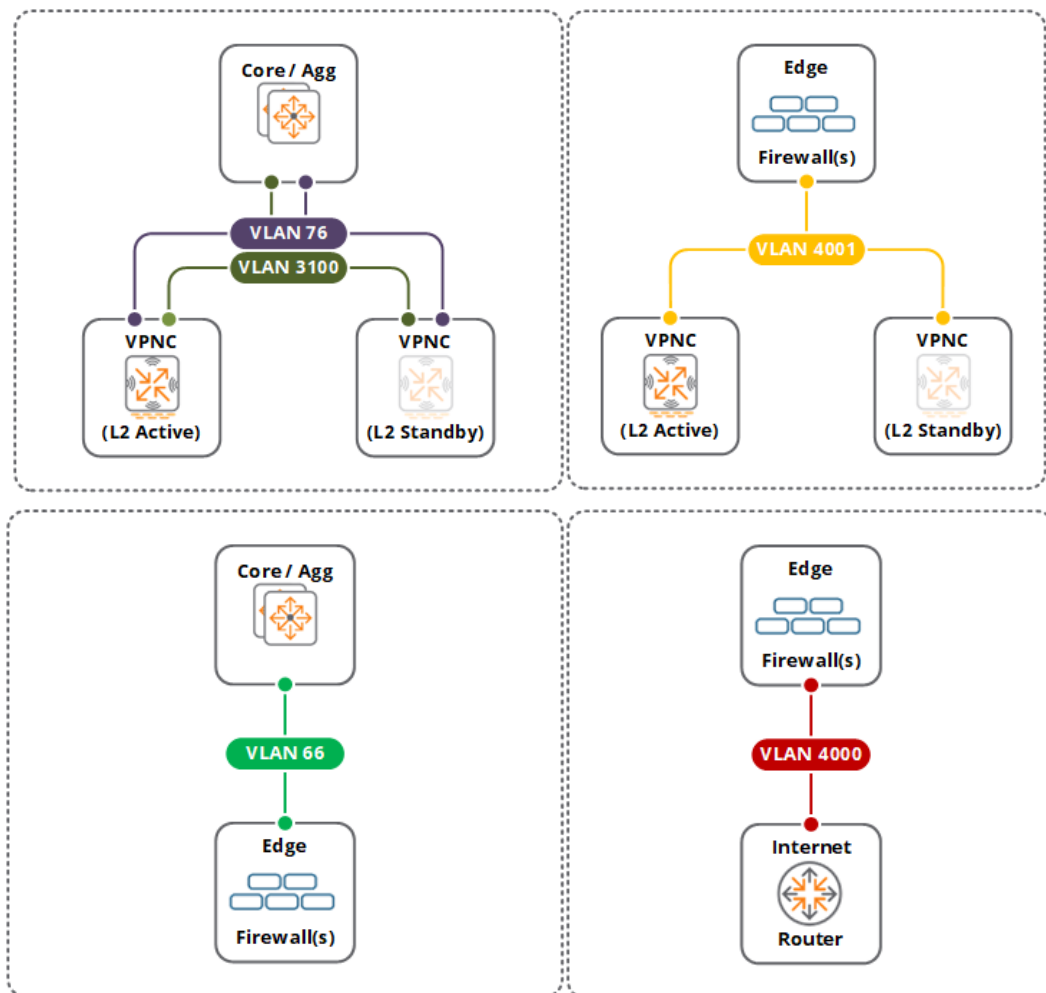 Core / Agg
VLAN 76
VLAN 3100
VPNC
(L2 Active)
VPNC
(L2 Standby)
Edge
Firewall(s)
VLAN 4001
VPNC
(L2 Active)
VPNC
(L2 Standby)
Core / Agg
VLAN 66
Edge
Firewall(s)
Edge
Firewall(s)
VLAN 4000
Internet
Router